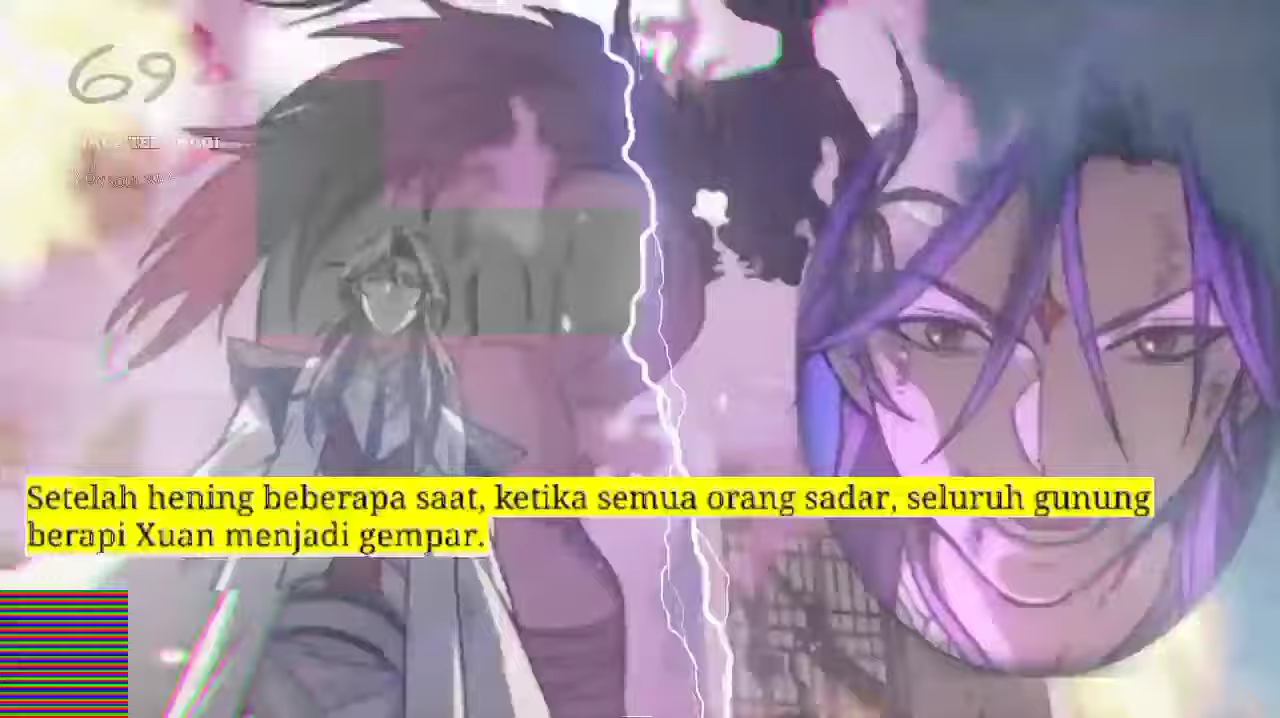 69
Setelah hening beberapa saat, ketika semua orang sadar, seluruh gunung
berapi Xuan menjadi gempar.